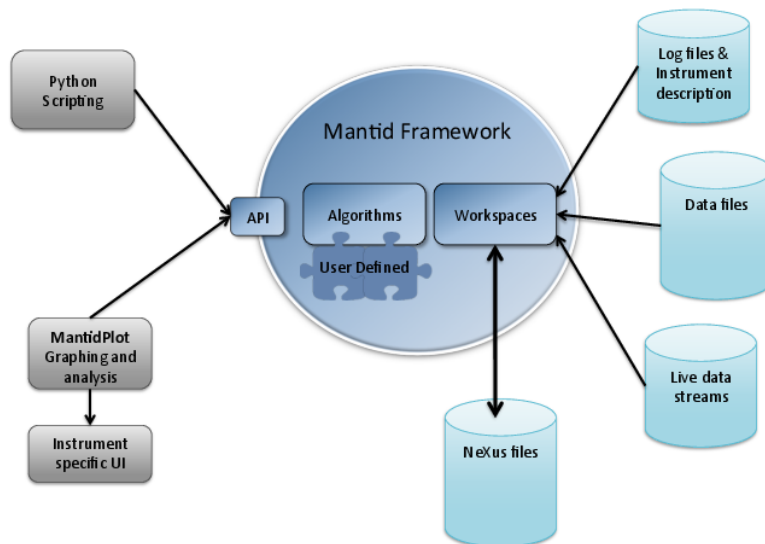 Python
Scripting
Mantid Framework
API
Algorithms
Workspaces
User Defined
Log files &
Instrument
description
Data files
Live data
streams
NeXus files
MantidPlot
Graphing and
analysis
Instrument
specific UI